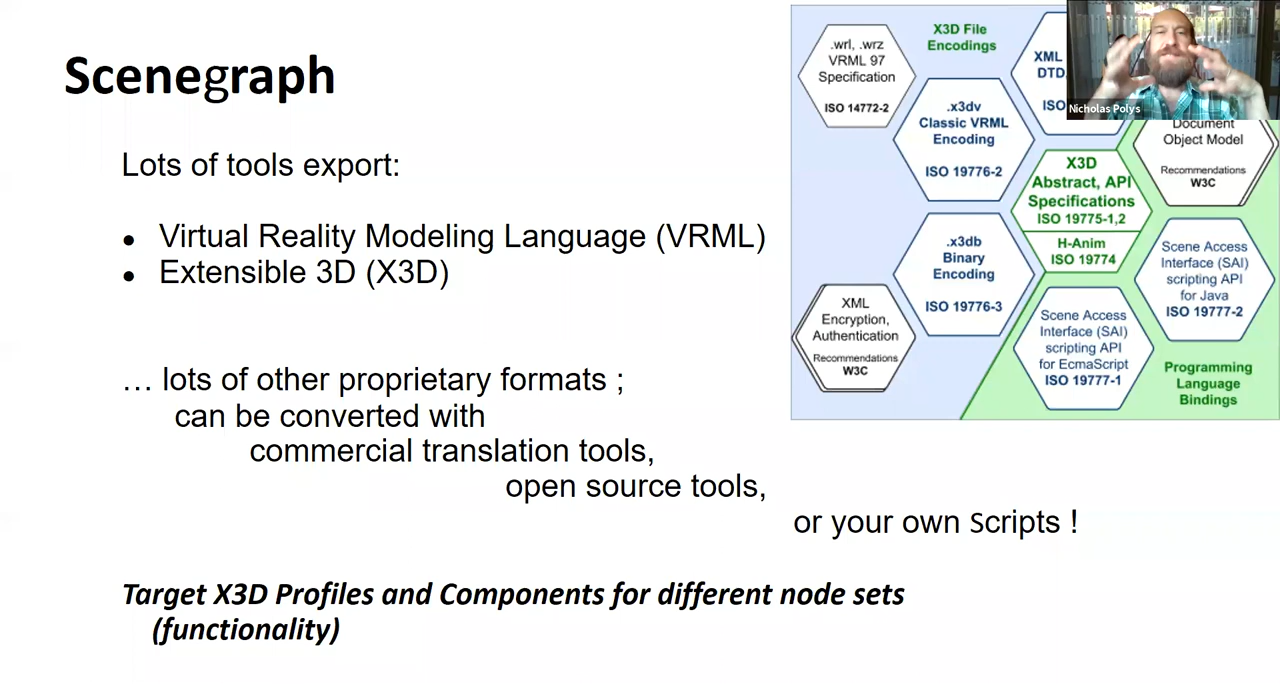 Scenegraph
Lots of tools export:
● Virtual Reality Modeling Language (VRML)
● Extensible 3D (X3D)
… lots of other proprietary formats ;
can be converted with
commercial translation tools,
open source tools,
or your own Scripts !
Target X3D Profiles and Components for different node sets
(functionality)
X3D File
Encodings
.wrl, .wrz
VRML 97
Specification
ISO 14772-2
.x3dv
Classic VRML
Encoding
ISO 19776-2
XML
DTD,
ISO
Nicholas Polys
Document
Object Model
Recommendations
W3C
X3D
Abstract, API
Specifications
ISO 19775-1,2
H-Anim
ISO 19774
.x3db
Binary
Encoding
ISO 19776-3
Scene Access
Interface (SAI)
scripting API
for Java
ISO 19777-2
XML
Encryption,
Authentication
Recommendations
W3C
Scene Access
Interface (SAI)
scripting API
for EcmaScript
ISO 19777-1
Programming
Language
Bindings